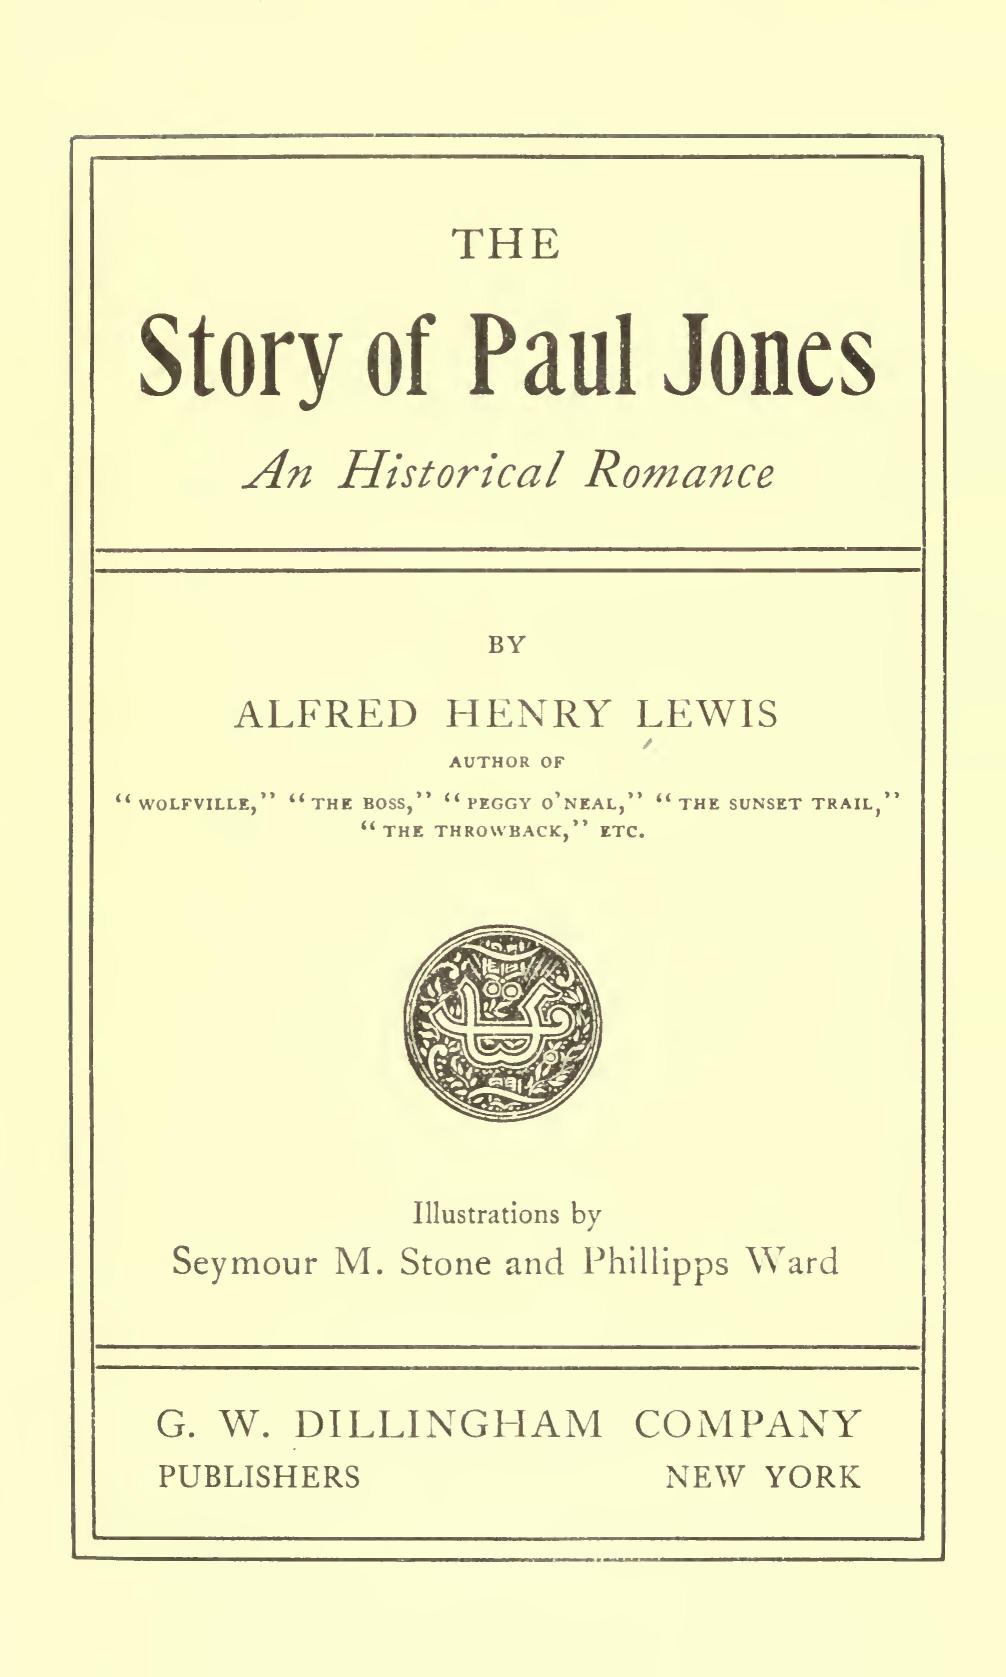 THE
Story of Paul Jones
An Historical Romance
BY
ALFRED HENRY LEWIS
AUTHOR OF
“WOLFVILLE,” “THE BOSS,” “PEGGY O'NEAL,” “THE SUNSET TRAIL,”
“THE THROWBACK,” ETC.
Illustrations by
Seymour M. Stone and Phillipps Ward
G. W. DILLINGHAM COMPANY
PUBLISHERS NEW YORK